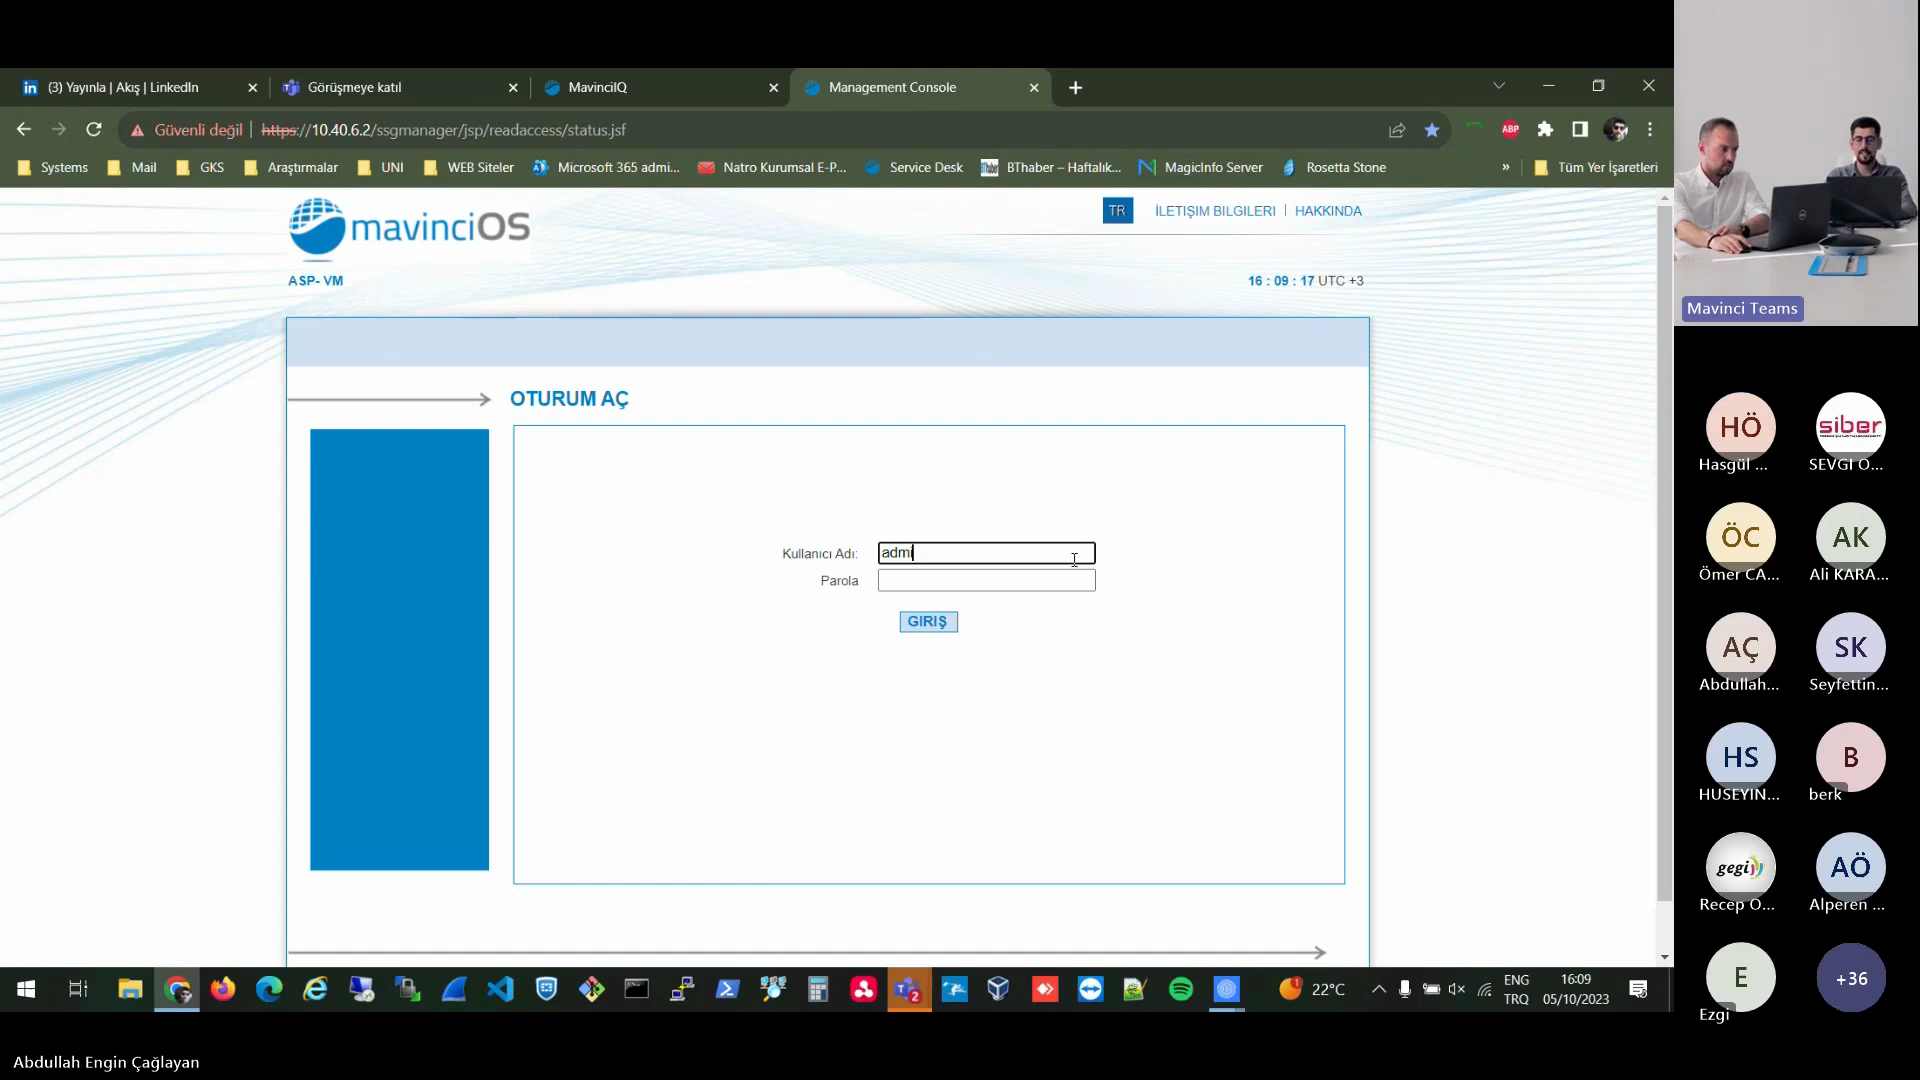 (3) Yayınla | Akış | LinkedIn
Görüşmeye katıl
MavinciIQ
Management Console
Güvenli değil
https://10.40.6.2/ssgmanager/jsp/readaccess/status.jsf
ABP
Systems
Mail
GKS
Araştırmalar
UNI
WEB Siteler
Microsoft 365 admi...
Natro Kurumsal E-P...
Service Desk
BThaber – Haftalık...
MagicInfo Server
Rosetta Stone
»
Tüm Yer İşaretleri
mavinciOS
TR
İLETIŞIM BILGILERI
HAKKINDA
ASP- VM
16 : 09 : 17 UTC +3
OTURUM AÇ
Kullanıcı Adı: admi
Parola
GIRIŞ
22°C
ENG
TRQ
16:09
05/10/2023
Abdullah Engin Çağlayan
Mavinci Teams
HÖ
Hasgül ...
siber
SEVGI O...
ÖC
Ömer CA...
AK
Ali KARA...
AÇ
Abdullah...
SK
Seyfettin...
HS
HUSEYIN...
B
berk
gegi
Recep O...
AÖ
Alperen ...
E
Ezgi
+36